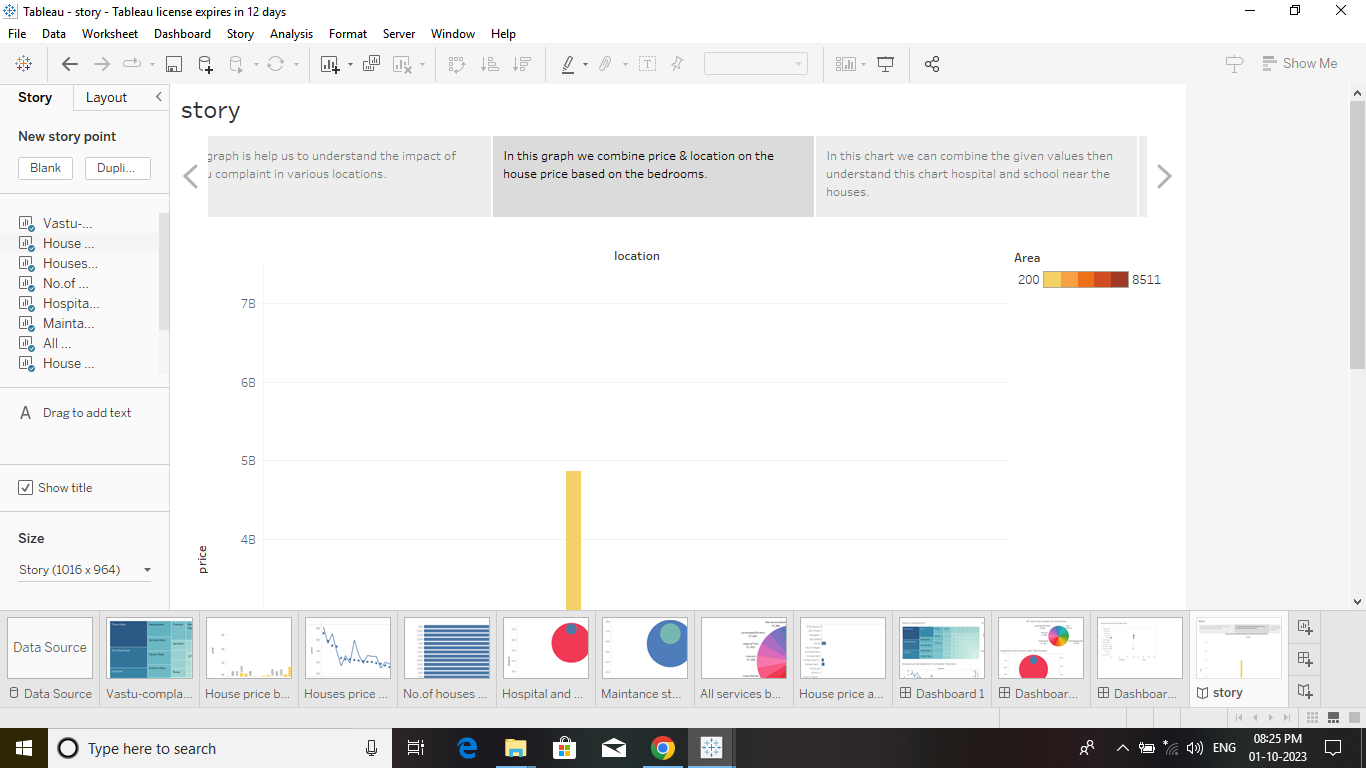 Tableau - story - Tableau license expires in 12 days
File Data Worksheet Dashboard Story Analysis Format Server Window Help
Show Me
Story Layout
New story point
Blank Dupli...
Vastu-...
House ...
Houses...
No.of ...
Hospita...
Mainta...
All ...
House ...
Drag to add text
Show title
Size
Story (1016 x 964)
story
graph is help us to understand the impact of
complaint in various locations.
In this graph we combine price & location on the
house price based on the bedrooms.
In this chart we can combine the given values then
understand this chart hospital and school near the
houses.
location
Area
200 8511
7B
6B
5B
4B
price
Data Source
Data Source
Vastu-compla...
House price b...
Houses price ...
No.of houses ...
Hospital and ...
Maintance st...
All services b...
House price a...
Dashboard 1
Dashboar...
Dashboar...
story
Type here to search
ENG
08:25 PM
01-10-2023